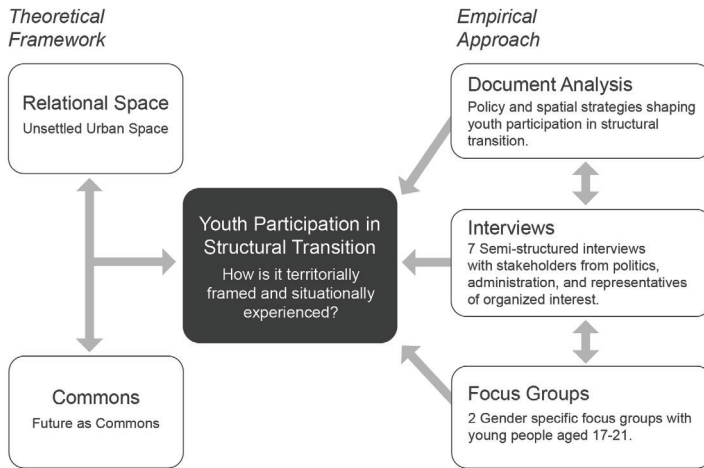 Theoretical
Framework
Relational Space
Unsettled Urban Space
Commons
Future as Commons
Youth Participation in
Structural Transition
How is it territorially
framed and situationally
experienced?
Empirical
Approach
Document Analysis
Policy and spatial strategies shaping
youth participation in structural
transition.
Interviews
7 Semi-structured interviews
with stakeholders from politics,
administration, and representatives
of organized interest.
Focus Groups
2 Gender specific focus groups with
young people aged 17-21.